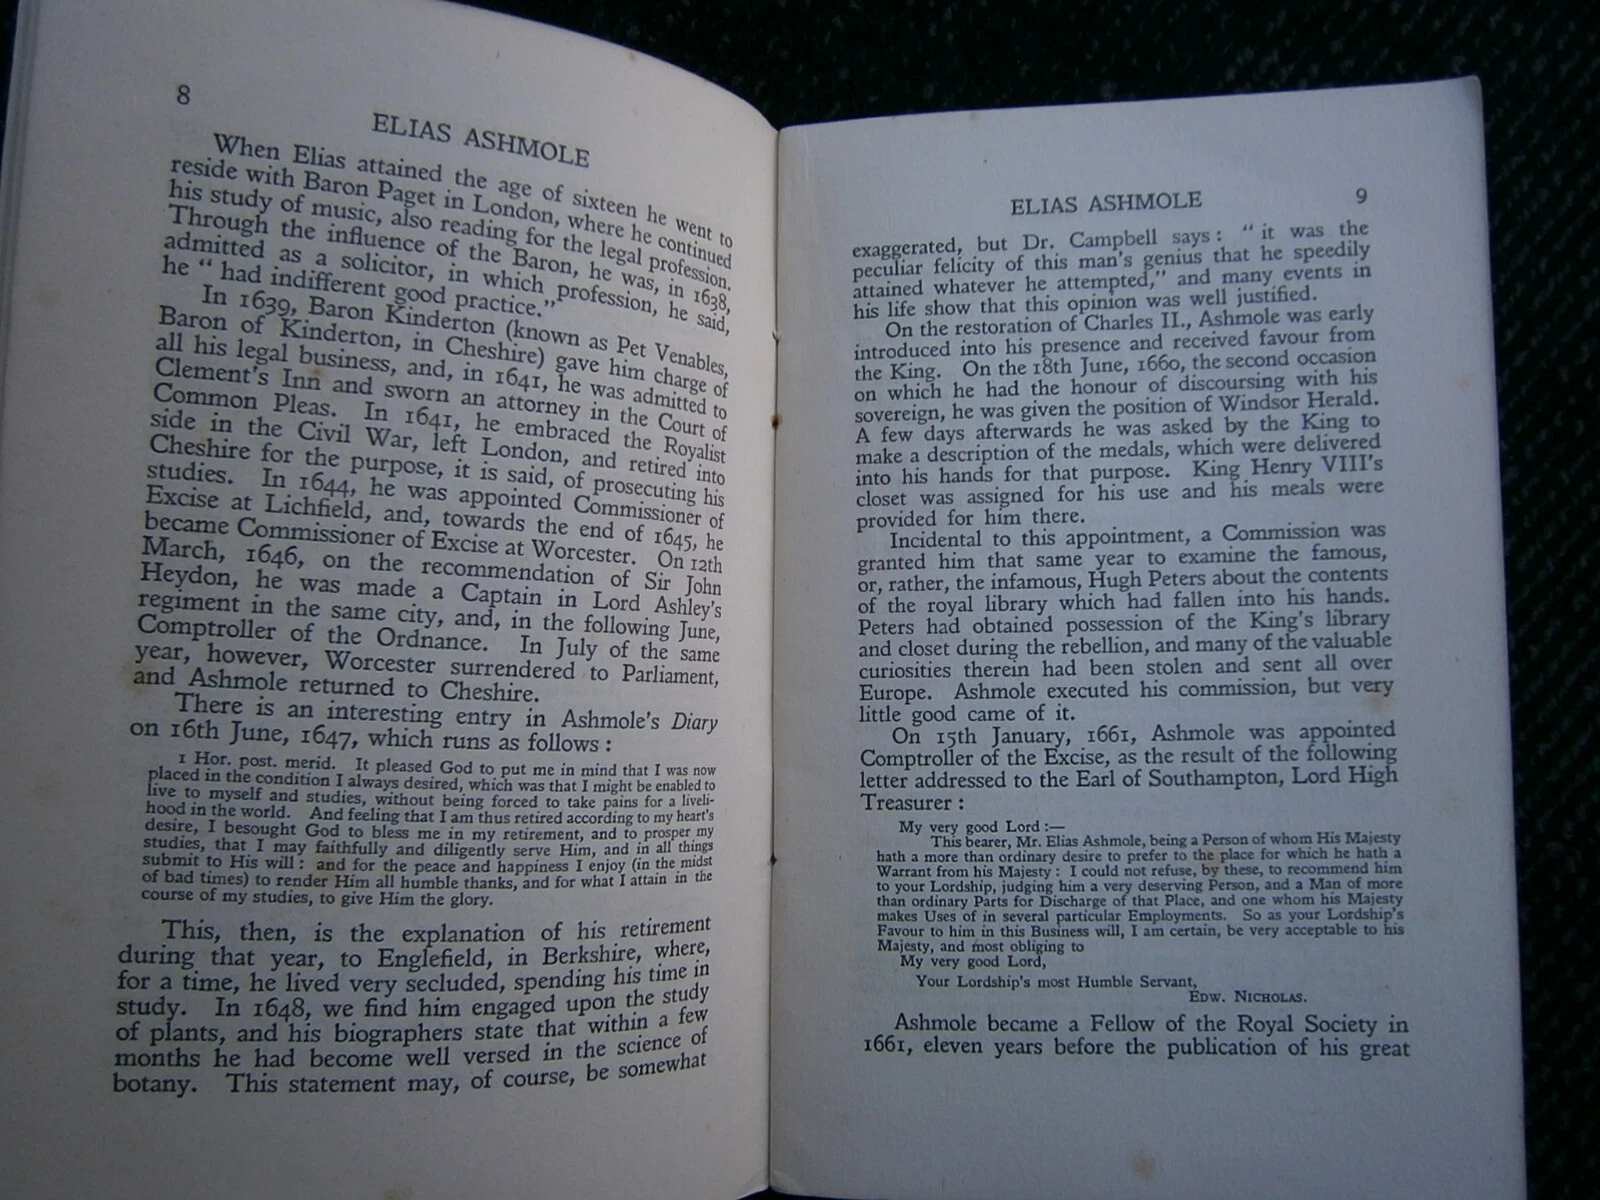 8
ELIAS ASHMOLE
When Elias attained the age of sixteen he went to
reside with Baron Paget in London, where he continued
his study of music, also reading for the legal profession.
Through the influence of the Baron, he was, in 1638,
admitted as a solicitor, in which profession, he said,
he “ had indifferent good practice.”
In 1639, Baron Kinderton (known as Pet Venables,
Baron of Kinderton, in Cheshire) gave him charge of
all his legal business, and, in 1641, he was admitted to
Clement's Inn and sworn an attorney in the Court of
Common Pleas. In 1641, he embraced the Royalist
side in the Civil War, left London, and retired into
Cheshire for the purpose, it is said, of prosecuting his
studies. In 1644, he was appointed Commissioner of
Excise at Lichfield, and, towards the end of 1645, he
became Commissioner of Excise at Worcester. On 12th
March, 1646, on the recommendation of Sir John
Heydon, he was made a Captain in Lord Ashley's
regiment in the same city, and, in the following June,
Comptroller of the Ordnance. In July of the same
year, however, Worcester surrendered to Parliament,
and Ashmole returned to Cheshire.
There is an interesting entry in Ashmole's Diary
on 16th June, 1647, which runs as follows :
1 Hor. post. merid. It pleased God to put me in mind that I was now
placed in the condition I always desired, which was that I might be enabled to
live to myself and studies, without being forced to take pains for a liveli-
hood in the world. And feeling that I am thus retired according to my heart's
desire, I besought God to bless me in my retirement, and to prosper my
studies, that I may faithfully and diligently serve Him, and in all things
submit to His will : and for the peace and happiness I enjoy (in the midst
of bad times) to render Him all humble thanks, and for what I attain in the
course of my studies, to give Him the glory.
This, then, is the explanation of his retirement
during that year, to Englefield, in Berkshire, where,
for a time, he lived very secluded, spending his time in
study. In 1648, we find him engaged upon the study
of plants, and his biographers state that within a few
months he had become well versed in the science of
botany. This statement may, of course, be somewhat
ELIAS ASHMOLE 9
exaggerated, but Dr. Campbell says : “ it was the
peculiar felicity of this man's genius that he speedily
attained whatever he attempted,” and many events in
his life show that this opinion was well justified.
On the restoration of Charles II., Ashmole was early
introduced into his presence and received favour from
the King. On the 18th June, 1660, the second occasion
on which he had the honour of discoursing with his
sovereign, he was given the position of Windsor Herald.
A few days afterwards he was asked by the King to
make a description of the medals, which were delivered
into his hands for that purpose. King Henry VIII's
closet was assigned for his use and his meals were
provided for him there.
Incidental to this appointment, a Commission was
granted him that same year to examine the famous,
or, rather, the infamous, Hugh Peters about the contents
of the royal library which had fallen into his hands.
Peters had obtained possession of the King's library
and closet during the rebellion, and many of the valuable
curiosities therein had been stolen and sent all over
Europe. Ashmole executed his commission, but very
little good came of it.
On 15th January, 1661, Ashmole was appointed
Comptroller of the Excise, as the result of the following
letter addressed to the Earl of Southampton, Lord High
Treasurer :
My very good Lord :—
This bearer, Mr. Elias Ashmole, being a Person of whom His Majesty
hath a more than ordinary desire to prefer to the place for which he hath a
Warrant from his Majesty : I could not refuse, by these, to recommend him
to your Lordship, judging him a very deserving Person, and a Man of more
than ordinary Parts for Discharge of that Place, and one whom his Majesty
makes Uses of in several particular Employments. So as your Lordship's
Favour to him in this Business will, I am certain, be very acceptable to his
Majesty, and most obliging to
My very good Lord,
Your Lordship's most Humble Servant,
EDW. NICHOLAS.
Ashmole became a Fellow of the Royal Society in
1661, eleven years before the publication of his great